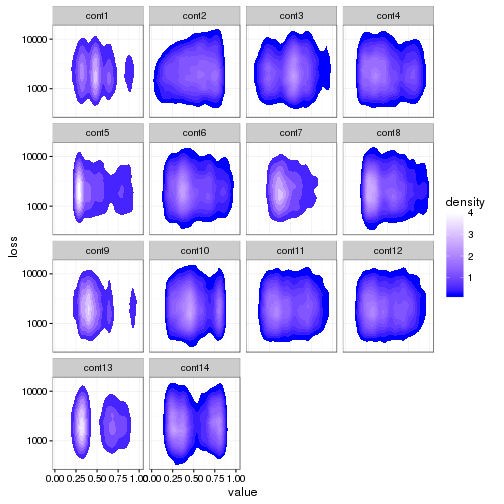 cont1 cont2 cont3 cont4
10000
1000
cont5 cont6 cont7 cont8
10000
1000
cont9 cont10 cont11 cont12
10000
1000
cont13 cont14
10000
1000
0.00 0.25 0.50 0.75 1.00 0.00 0.25 0.50 0.75 1.00
value
loss
density
4
3
2
1